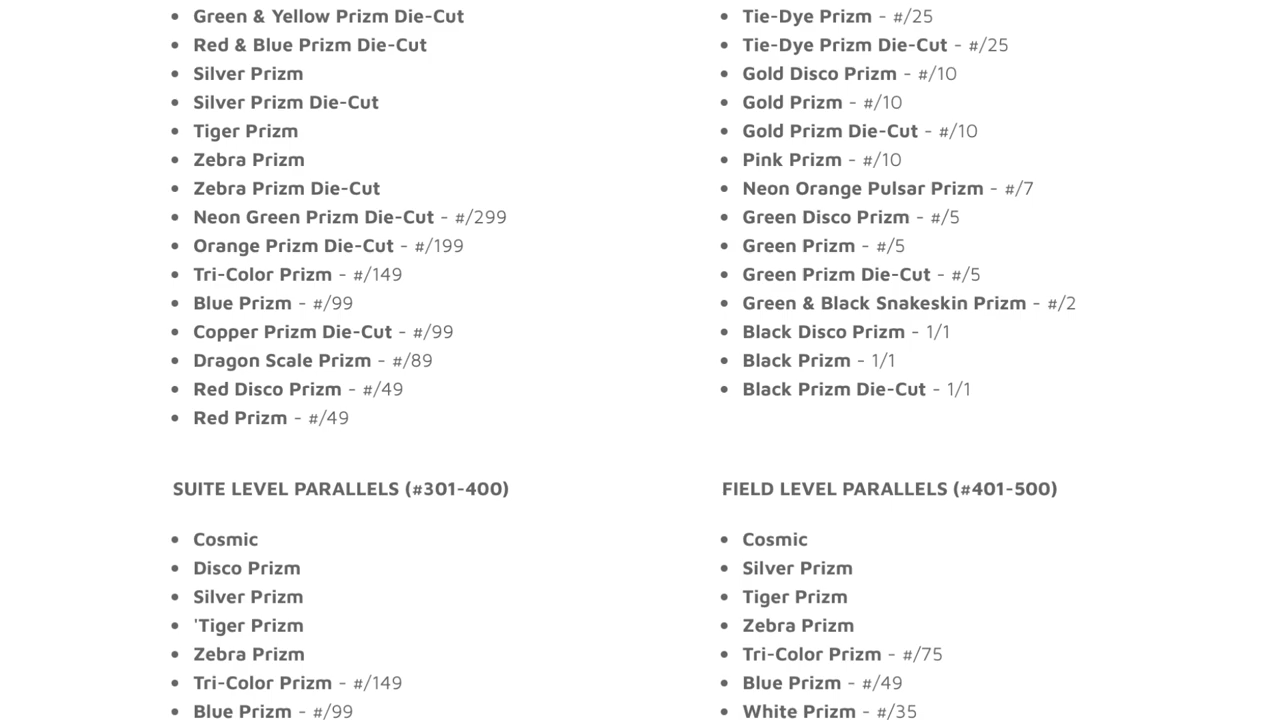 Green & Yellow Prizm Die-Cut
Red & Blue Prizm Die-Cut
Silver Prizm
Silver Prizm Die-Cut
Tiger Prizm
Zebra Prizm
Zebra Prizm Die-Cut
Neon Green Prizm Die-Cut - #/299
Orange Prizm Die-Cut - #/199
Tri-Color Prizm - #/149
Blue Prizm - #/99
Copper Prizm Die-Cut - #/99
Dragon Scale Prizm - #/89
Red Disco Prizm - #/49
Red Prizm - #/49
Tie-Dye Prizm - #/25
Tie-Dye Prizm Die-Cut - #/25
Gold Disco Prizm - #/10
Gold Prizm - #/10
Gold Prizm Die-Cut - #/10
Pink Prizm - #/10
Neon Orange Pulsar Prizm - #/7
Green Disco Prizm - #/5
Green Prizm - #/5
Green Prizm Die-Cut - #/5
Green & Black Snakeskin Prizm - #/2
Black Disco Prizm - 1/1
Black Prizm - 1/1
Black Prizm Die-Cut - 1/1
SUITE LEVEL PARALLELS (#301-400)
Cosmic
Disco Prizm
Silver Prizm
'Tiger Prizm
Zebra Prizm
Tri-Color Prizm - #/149
Blue Prizm - #/99
FIELD LEVEL PARALLELS (#401-500)
Cosmic
Silver Prizm
Tiger Prizm
Zebra Prizm
Tri-Color Prizm - #/75
Blue Prizm - #/49
White Prizm - #/35